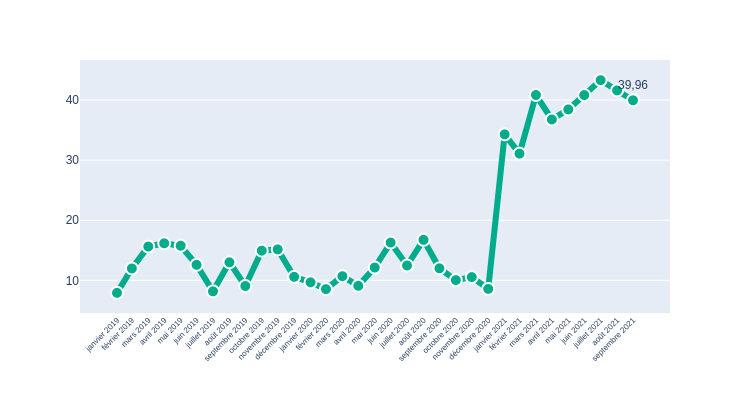 39,96
40
30
20
10
janvier 2019
février 2019
mars 2019
avril 2019
mai 2019
juin 2019
juillet 2019
août 2019
septembre 2019
octobre 2019
novembre 2019
décembre 2019
janvier 2020
février 2020
mars 2020
avril 2020
mai 2020
juin 2020
juillet 2020
août 2020
septembre 2020
octobre 2020
novembre 2020
décembre 2020
janvier 2021
février 2021
mars 2021
avril 2021
mai 2021
juin 2021
juillet 2021
août 2021
septembre 2021